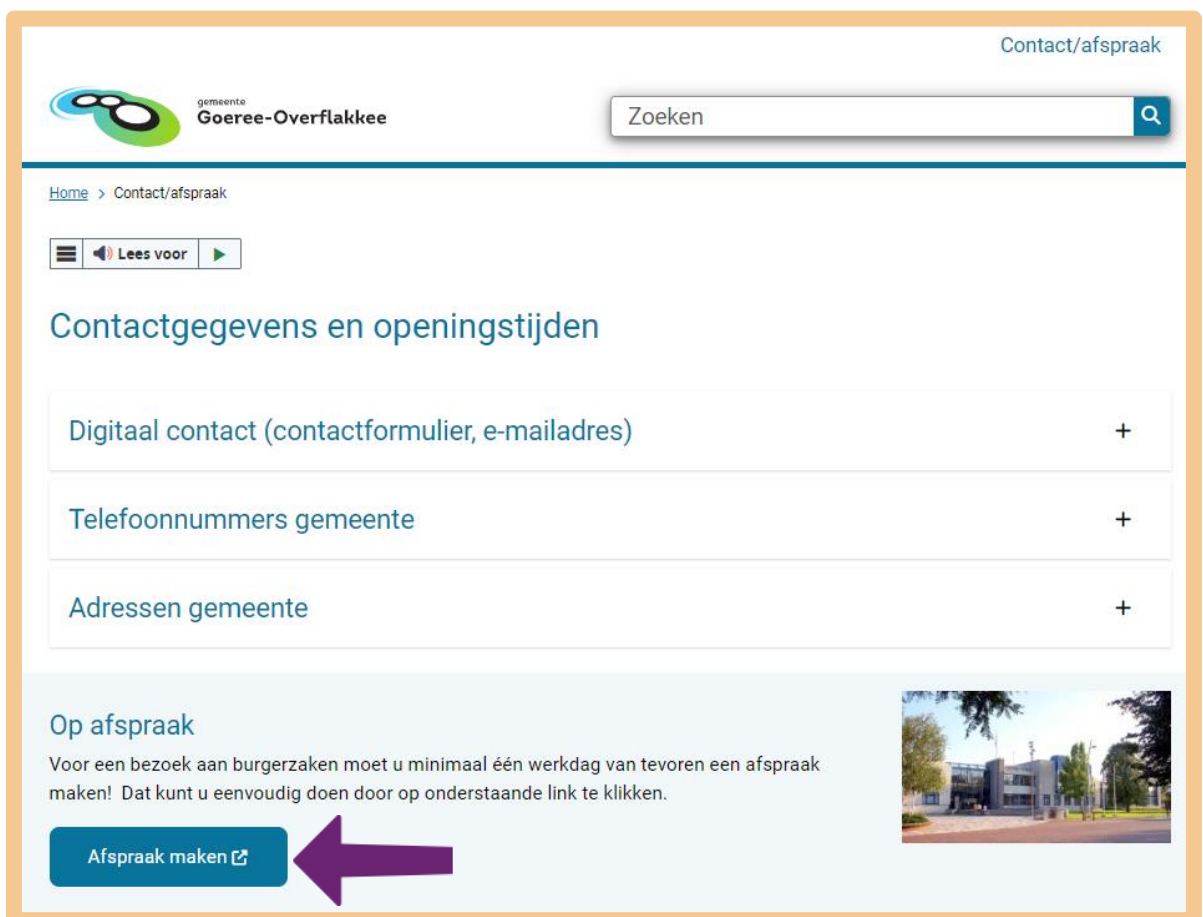 Contact/afspraak
gemeente
Goeree-Overflakkee
Zoeken
Home > Contact/afspraak
Lees voor
Contactgegevens en openingstijden
Digitaal contact (contactformulier, e-mailadres) +
Telefoonnummers gemeente +
Adressen gemeente +
Op afspraak
Voor een bezoek aan burgerzaken moet u minimaal één werkdag van tevoren een afspraak
maken! Dat kunt u eenvoudig doen door op onderstaande link te klikken.
Afspraak maken